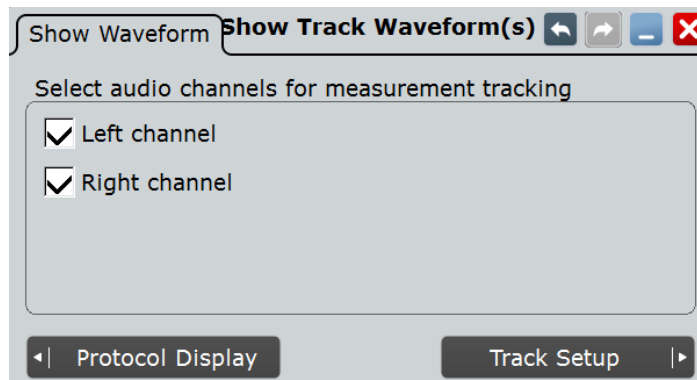 Show Waveform
Show Track Waveform(s)
Select audio channels for measurement tracking
Left channel
Right channel
Protocol Display
Track Setup